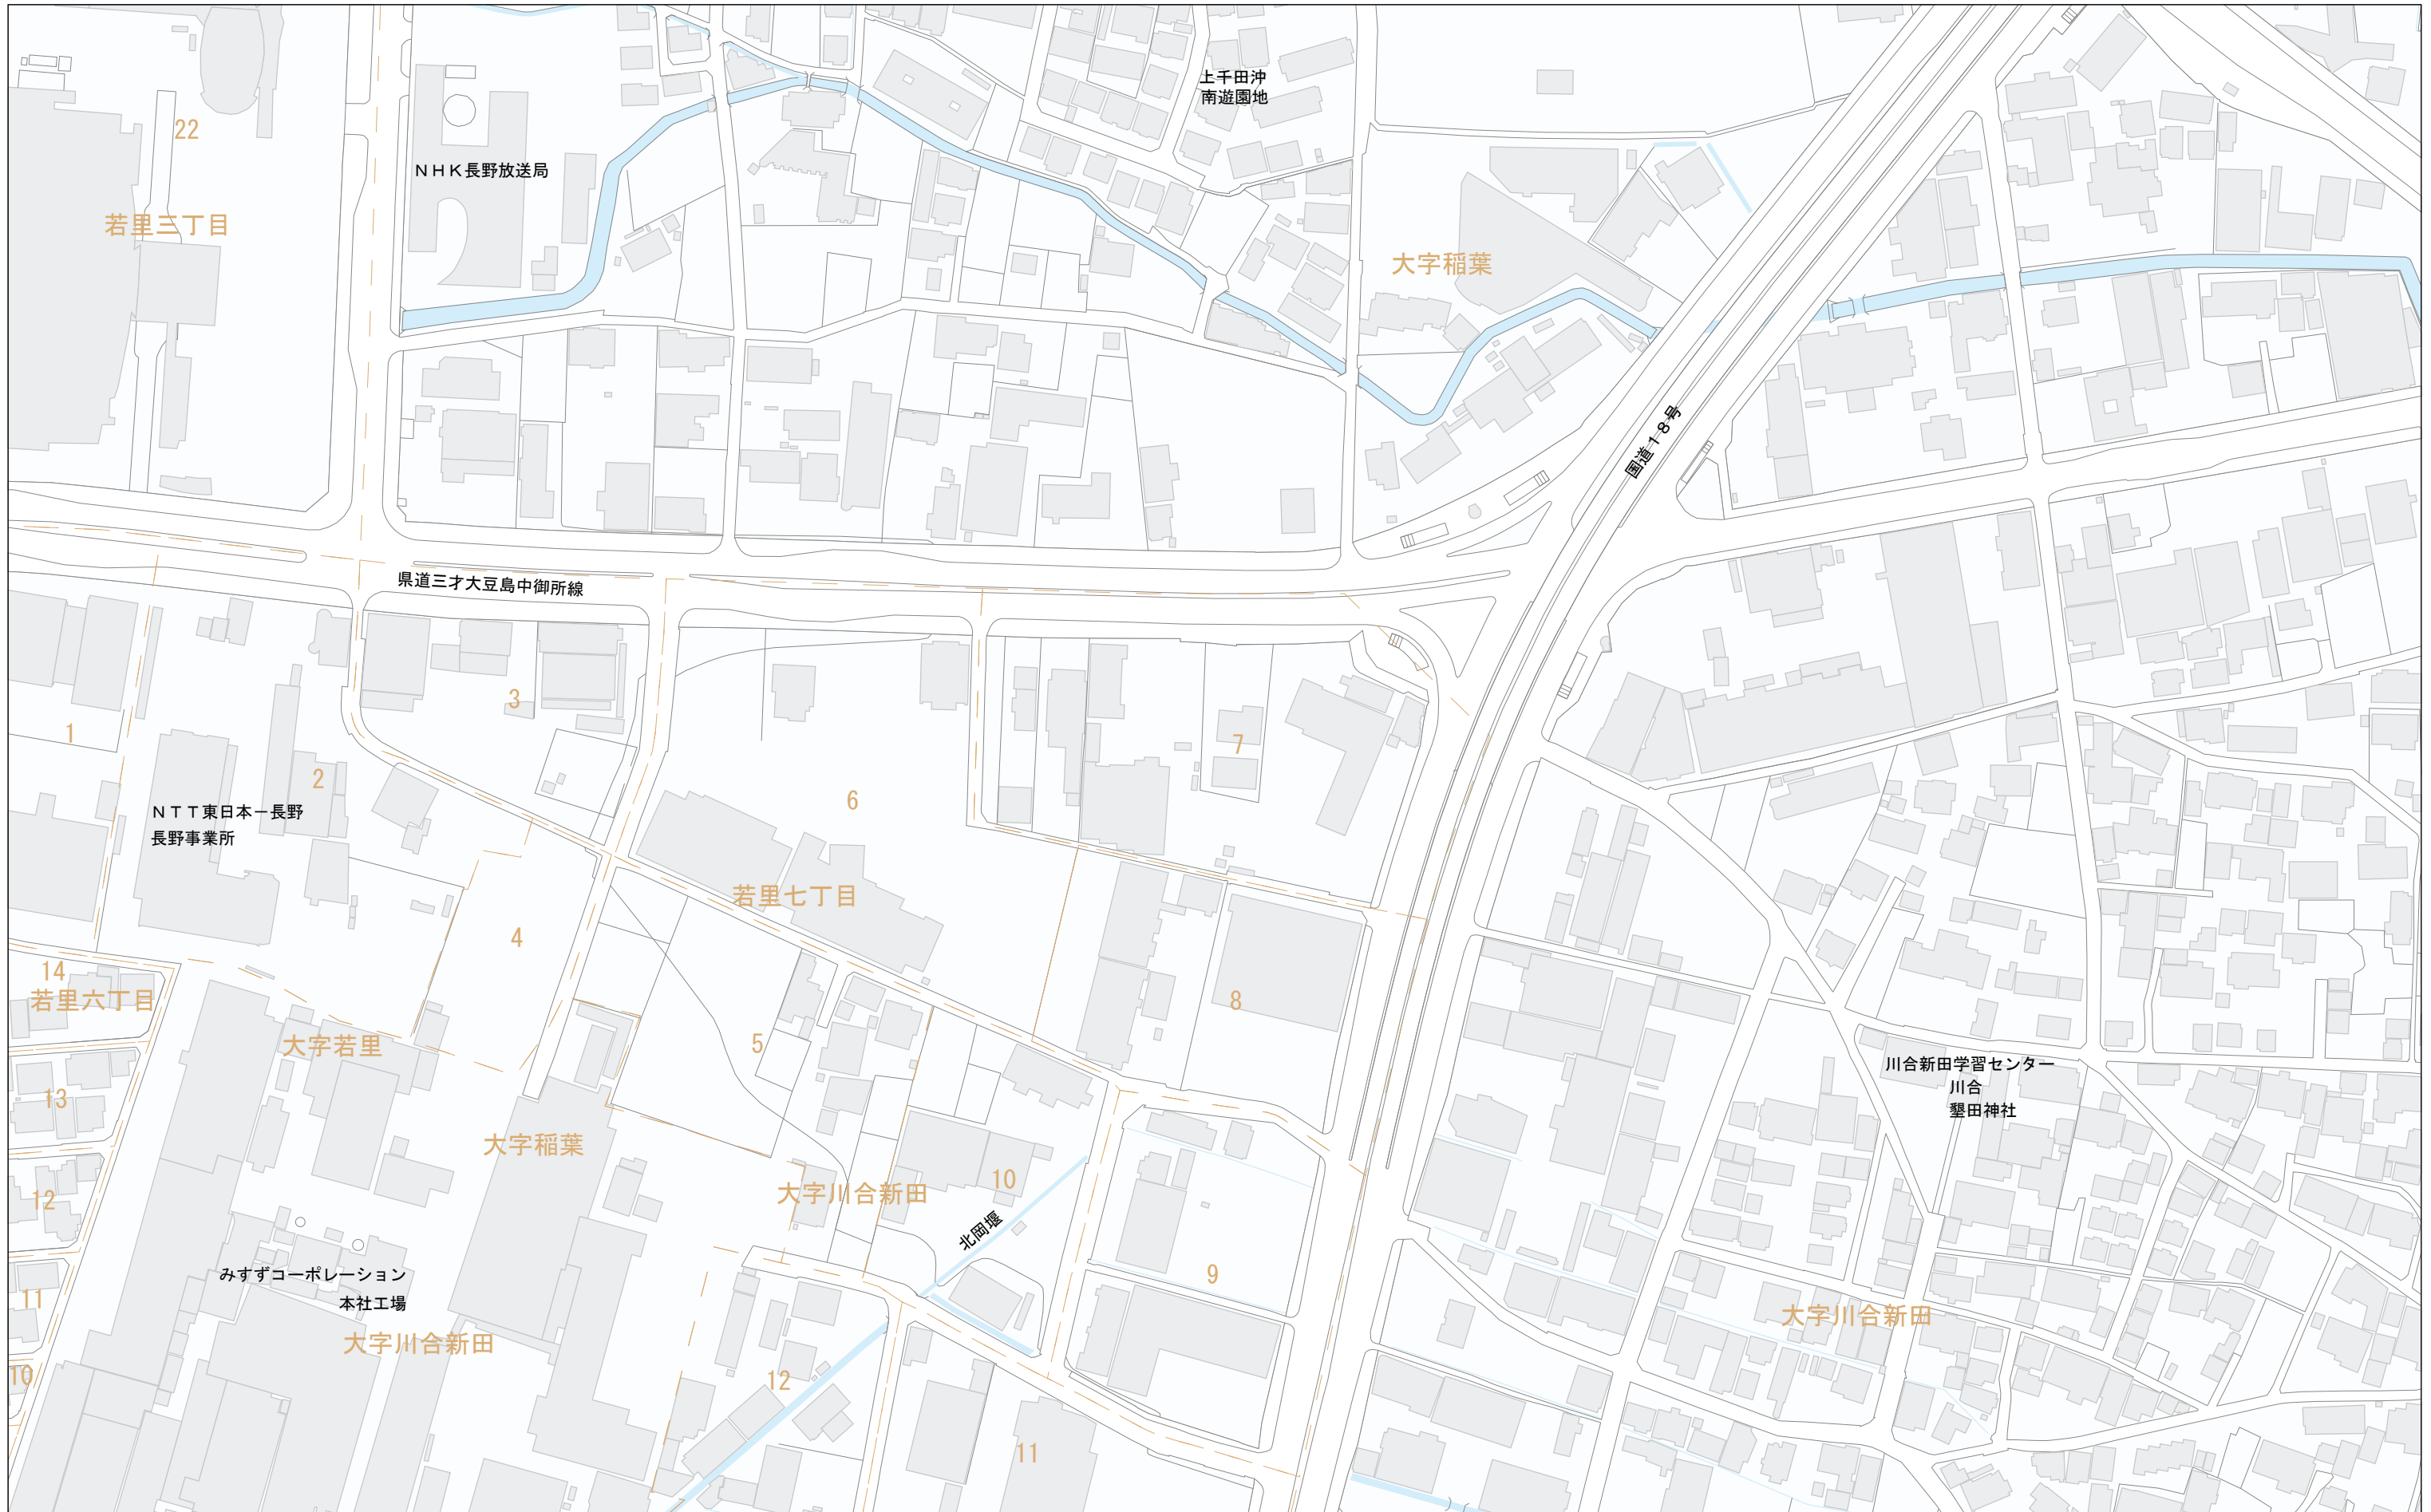 上千田沖
南遊園地
22
NHK長野放送局
若里三丁目
大字稲葉
国道18号
県道三才大豆島中御所線
3
1
7
2
6
NTT東日本ー長野
長野事業所
若里七丁目
4
14
若里六丁目
8
大字若里
5
川合新田学習センター
川合
墾田神社
13
大字稲葉
10
大字川合新田
12
北岡堰
みすずコーポレーション
本社工場
9
11
大字川合新田
大字川合新田
10
12
11